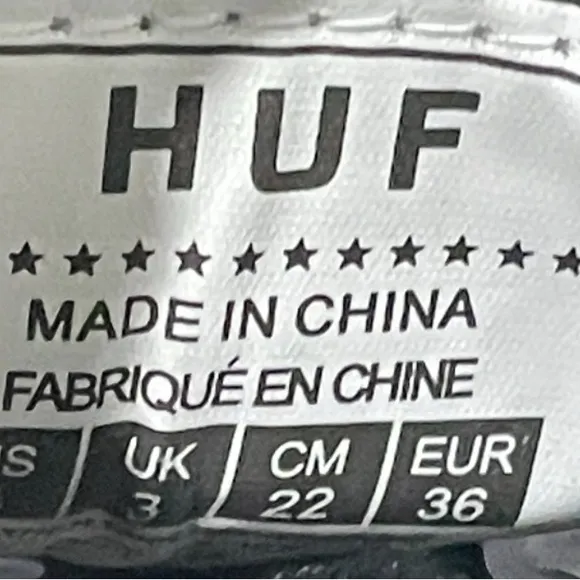 HUF
★★★★★★★★★★★
MADE IN CHINA
FABRIQUÉ EN CHINE
UK CM EUR
3 22 36